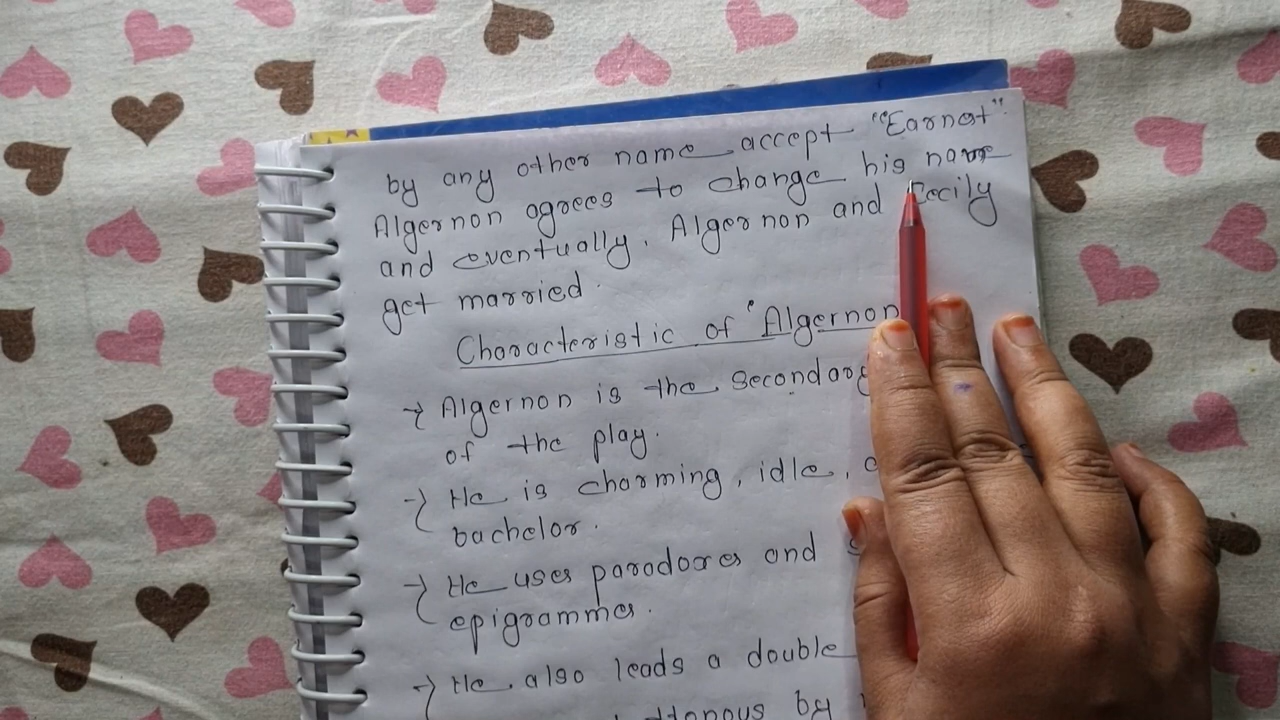 by any other name accept "Earnest".
Algernon agrees to change his name
and eventually. Algernon and Cecily
get married.
Characteristic of "Algernon
→ Algernon is the secondary
of the play.
→ He is charming, idle,
bachelor.
→ He uses paradoxes and
epigrammes.
→ He also leads a double
by